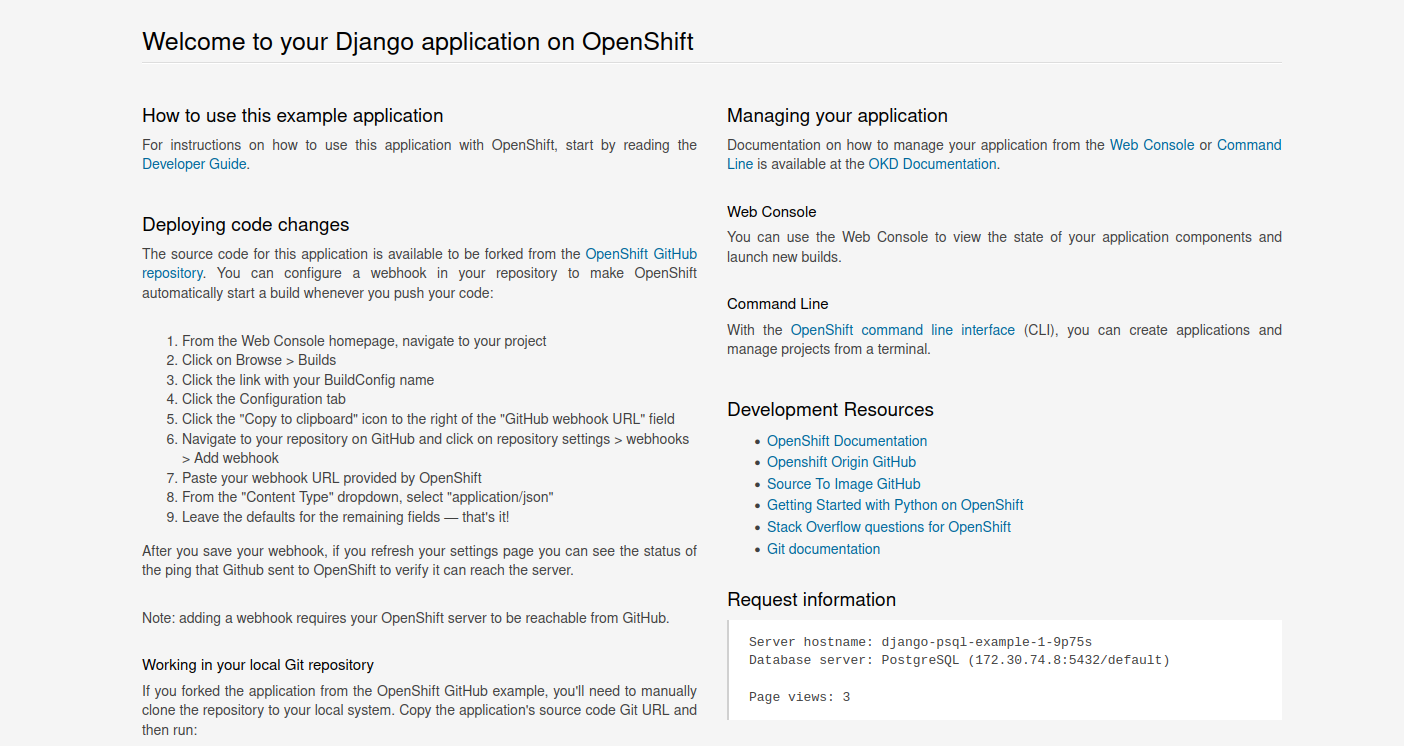 Welcome to your Django application on OpenShift
How to use this example application
For instructions on how to use this application with OpenShift, start by reading the
Developer Guide.
Deploying code changes
The source code for this application is available to be forked from the OpenShift GitHub
repository. You can configure a webhook in your repository to make OpenShift
automatically start a build whenever you push your code:
1. From the Web Console homepage, navigate to your project
2. Click on Browse > Builds
3. Click the link with your BuildConfig name
4. Click the Configuration tab
5. Click the "Copy to clipboard" icon to the right of the "GitHub webhook URL" field
6. Navigate to your repository on GitHub and click on repository settings > webhooks
> Add webhook
7. Paste your webhook URL provided by OpenShift
8. From the "Content Type" dropdown, select "application/json"
9. Leave the defaults for the remaining fields — that's it!
After you save your webhook, if you refresh your settings page you can see the status of
the ping that Github sent to OpenShift to verify it can reach the server.
Note: adding a webhook requires your OpenShift server to be reachable from GitHub.
Working in your local Git repository
If you forked the application from the OpenShift GitHub example, you'll need to manually
clone the repository to your local system. Copy the application's source code Git URL and
then run:
Managing your application
Documentation on how to manage your application from the Web Console or Command
Line is available at the OKD Documentation.
Web Console
You can use the Web Console to view the state of your application components and
launch new builds.
Command Line
With the OpenShift command line interface (CLI), you can create applications and
manage projects from a terminal.
Development Resources
• OpenShift Documentation
• Openshift Origin GitHub
• Source To Image GitHub
• Getting Started with Python on OpenShift
• Stack Overflow questions for OpenShift
• Git documentation
Request information
Server hostname: django-psql-example-1-9p75s
Database server: PostgreSQL (172.30.74.8:5432/default)
Page views: 3